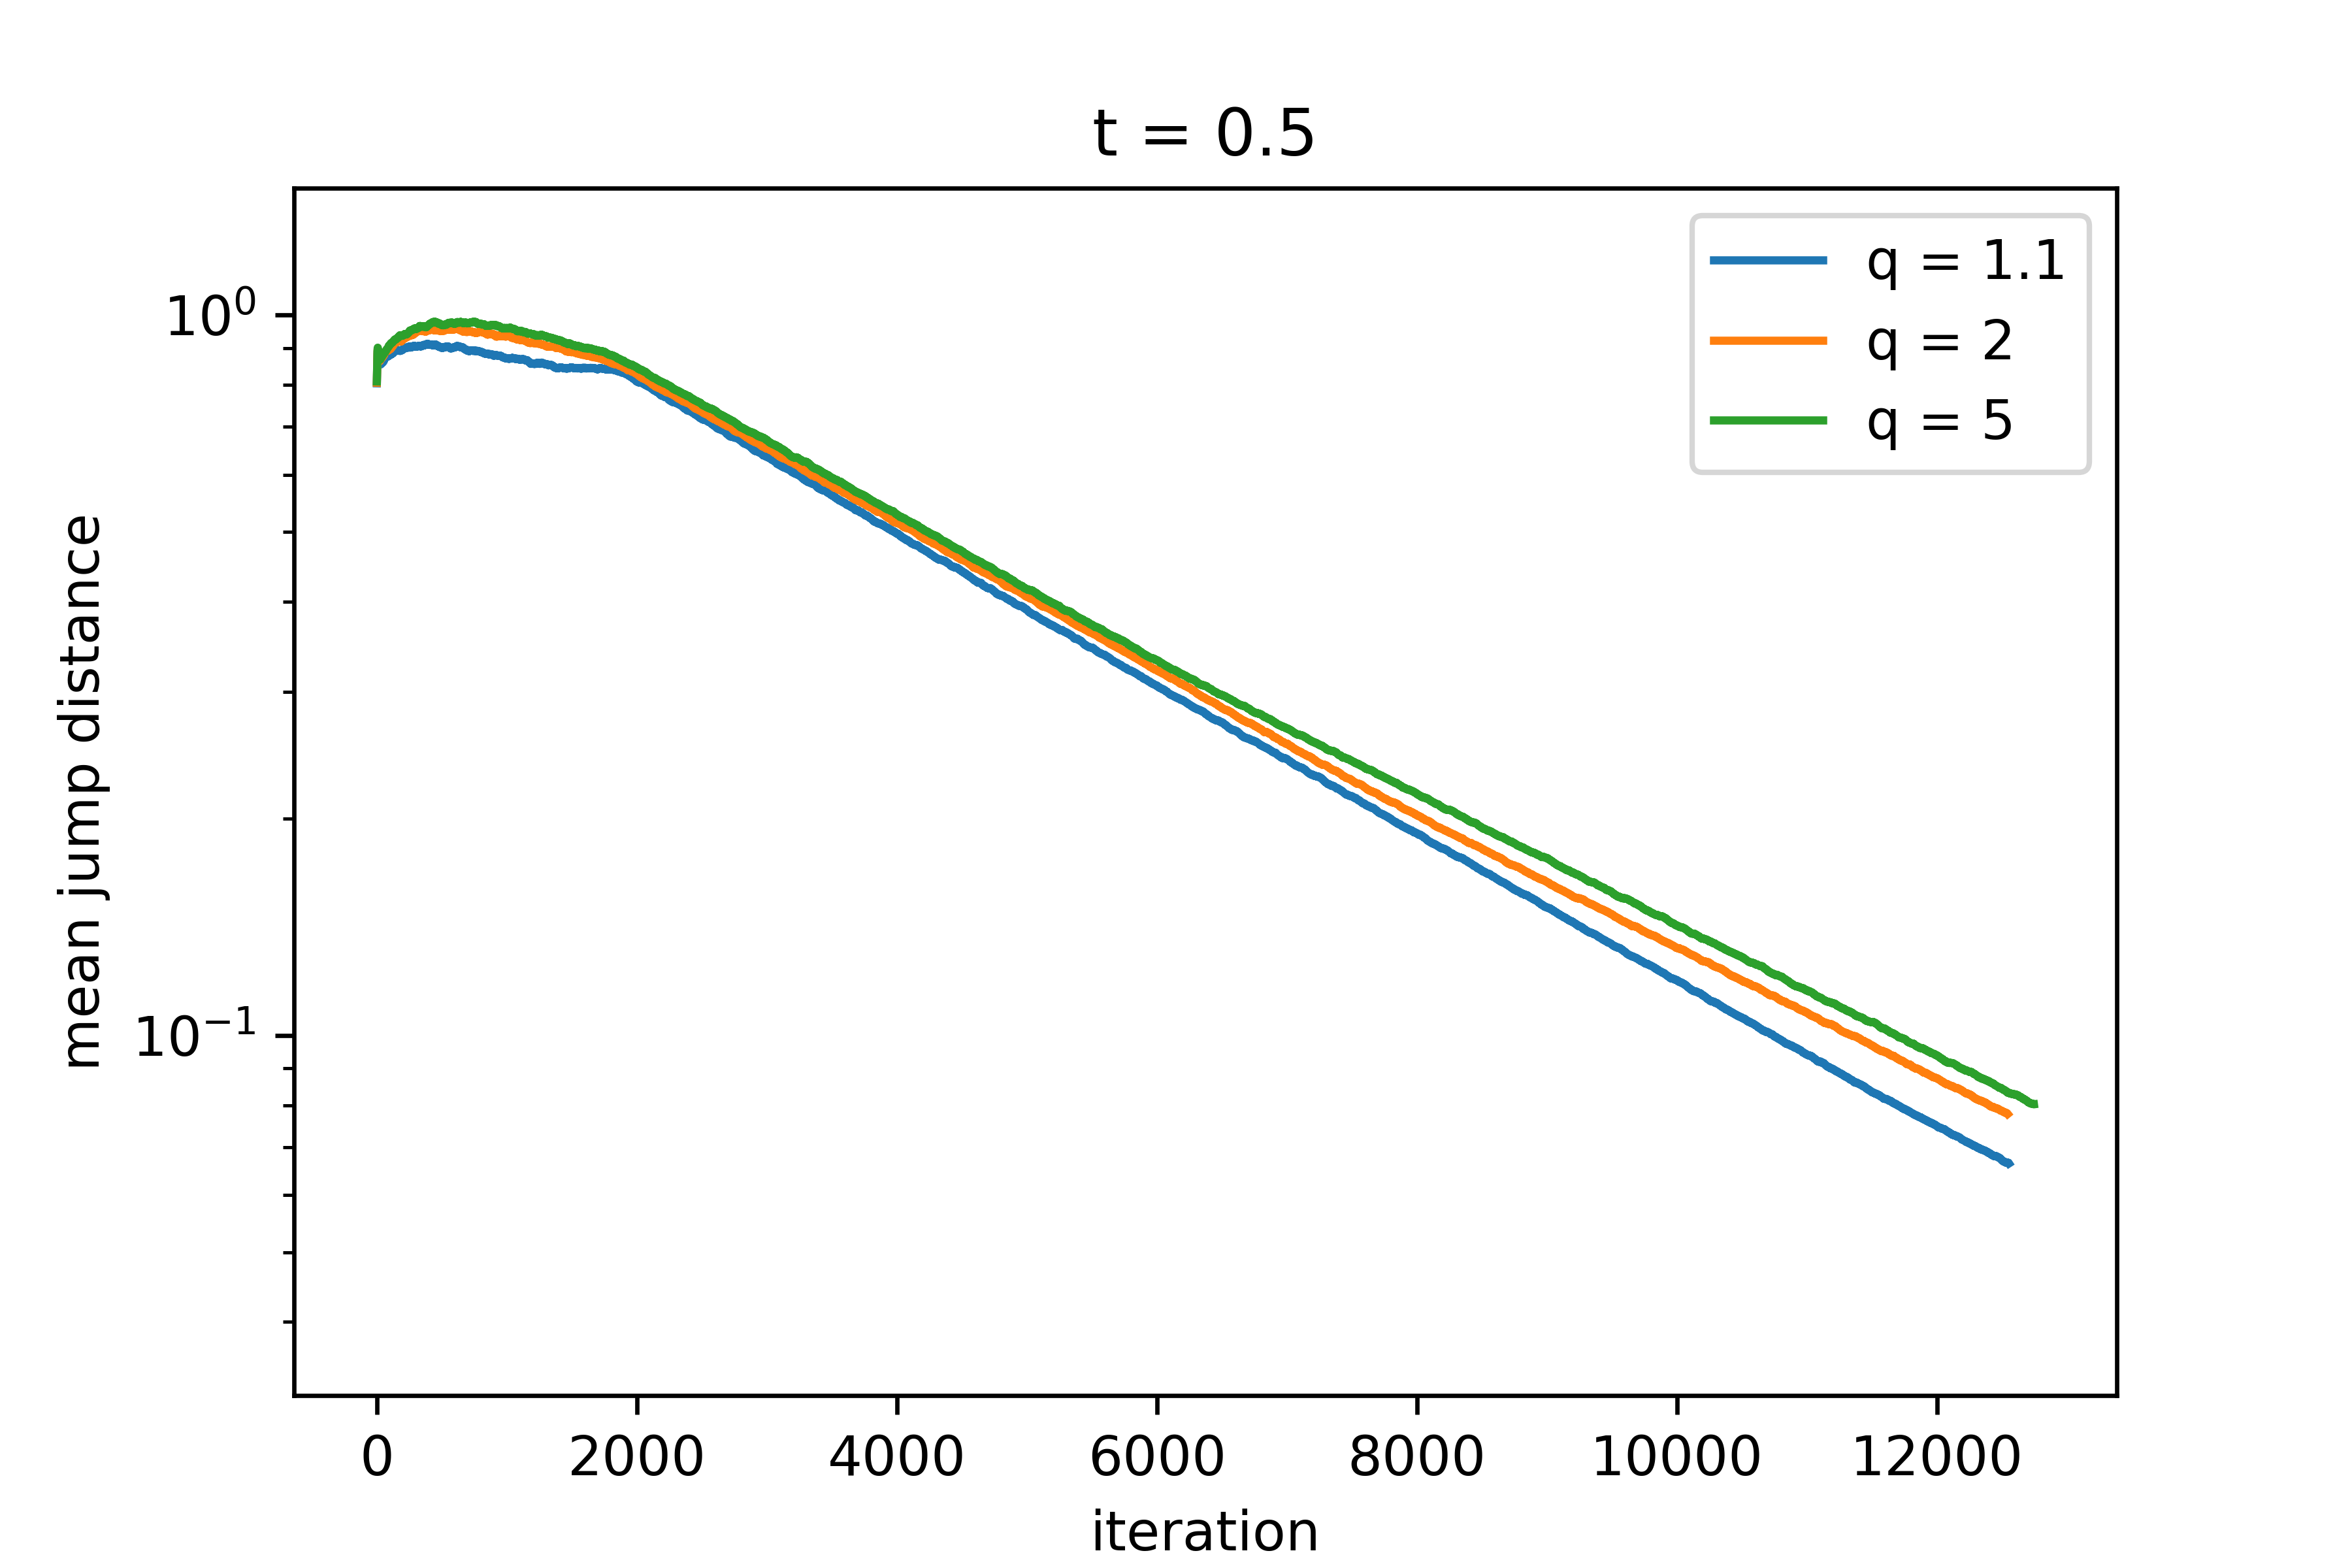 t = 0.5
q = 1.1
q = 2
q = 5
10⁰
10⁻¹
mean jump distance
0 2000 4000 6000 8000 10000 12000
iteration